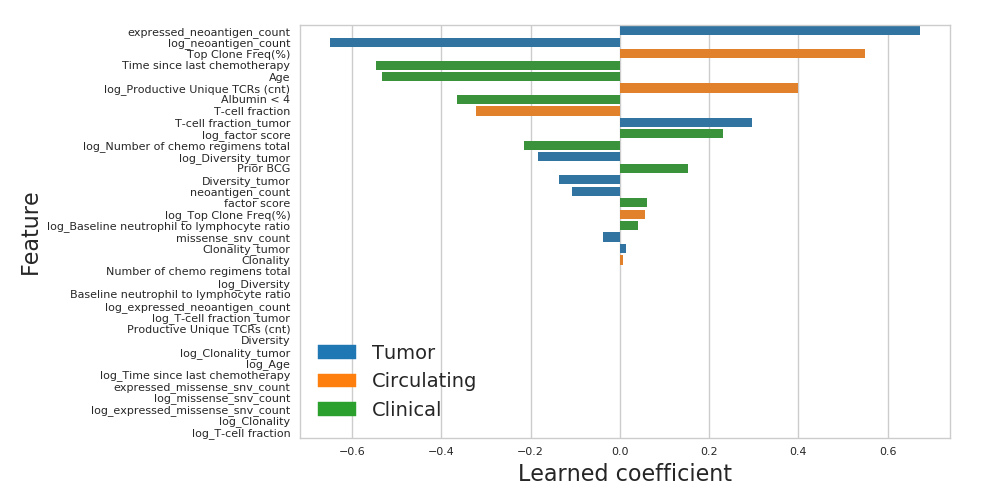 expressed_neoantigen_count
log_neoantigen_count
Top Clone Freq(%)
Time since last chemotherapy
Age
log_Productive Unique TCRs (cnt)
Albumin < 4
T-cell fraction
T-cell fraction_tumor
log_factor score
log_Number of chemo regimens total
log_Diversity_tumor
Prior BCG
Diversity_tumor
neoantigen_count
factor score
log_Top Clone Freq(%)
log_Baseline neutrophil to lymphocyte ratio
missense_snv_count
Clonality_tumor
Clonality
Number of chemo regimens total
log_Diversity
Baseline neutrophil to lymphocyte ratio
log_expressed_neoantigen_count
log_T-cell fraction_tumor
Productive Unique TCRs (cnt)
Diversity
log_Clonality_tumor
log_Age
log_Time since last chemotherapy
expressed_missense_snv_count
log_missense_snv_count
log_expressed_missense_snv_count
log_Clonality
log_T-cell fraction
Feature
Tumor
Circulating
Clinical
−0.6 −0.4 −0.2 0.0 0.2 0.4 0.6
Learned coefficient